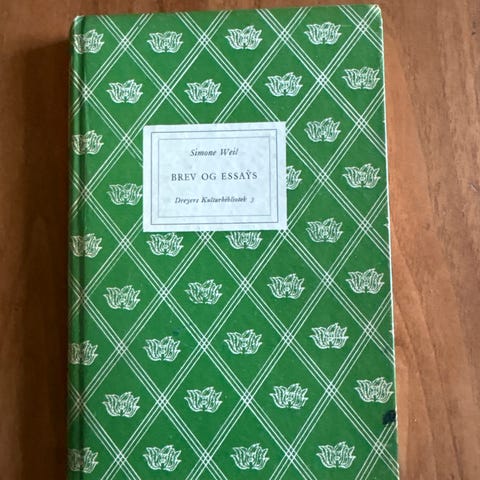 Simone Weil
BREV OG ESSAYS
Dreyers Kulturbibliotek 3